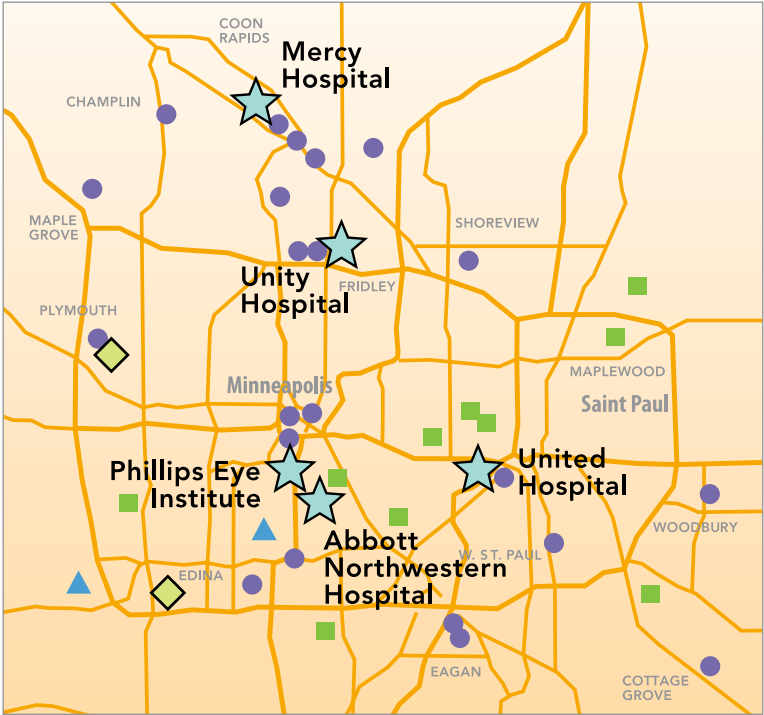 COON
RAPIDS
Mercy
Hospital
CHAMPLIN
MAPLE
GROVE
SHOREVIEW
Unity
Hospital
FRIDLEY
PLYMOUTH
MAPLEWOOD
Minneapolis
Saint Paul
Phillips Eye
Institute
United
Hospital
WOODBURY
Abbott
Northwestern
Hospital
W. ST. PAUL
EDINA
EAGAN
COTTAGE
GROVE